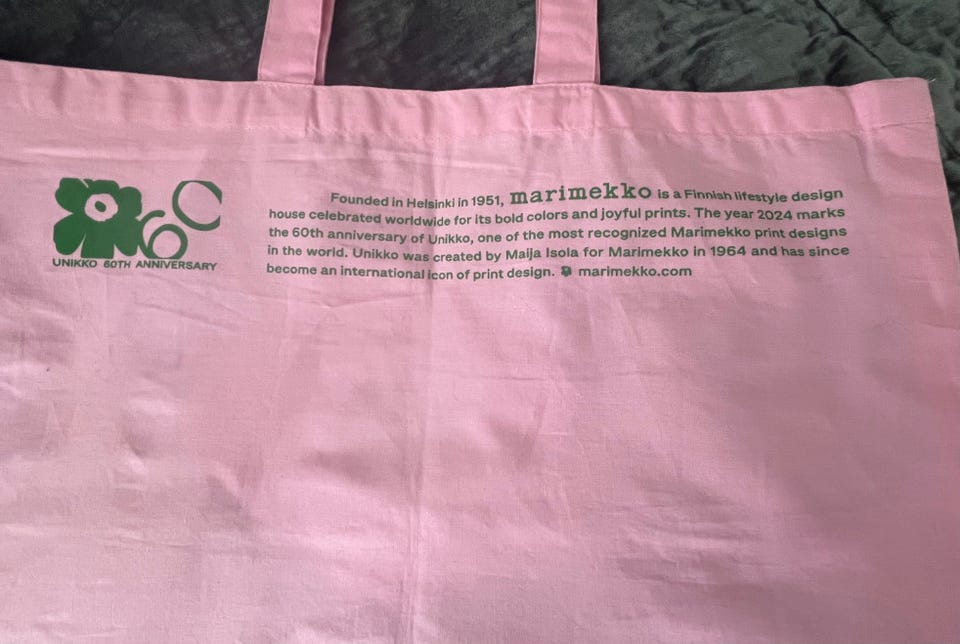 60
UNIKKO 60TH ANNIVERSARY
Founded in Helsinki in 1951, marimekko is a Finnish lifestyle design
house celebrated worldwide for its bold colors and joyful prints. The year 2024 marks
the 60th anniversary of Unikko, one of the most recognized Marimekko print designs
in the world. Unikko was created by Maija Isola for Marimekko in 1964 and has since
become an international icon of print design. marimekko.com